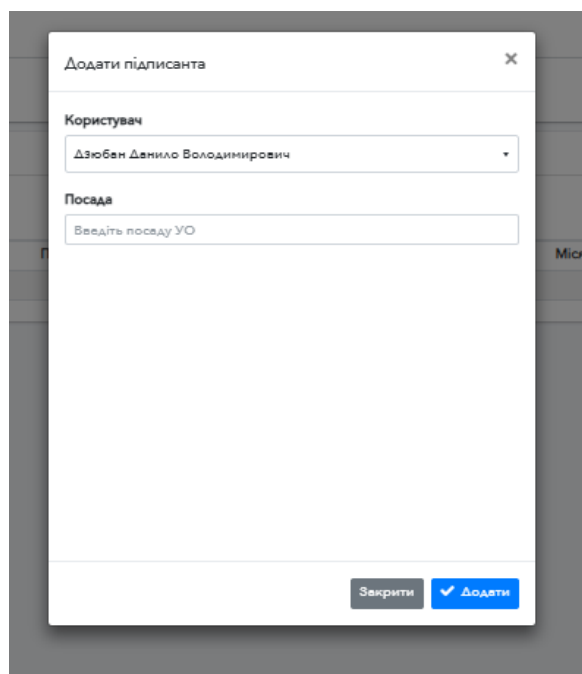 Додати підписанта
×
Користувач
Дзюбан Данило Володимирович
Посада
Введіть посаду УО
Закрити
✔ Додати